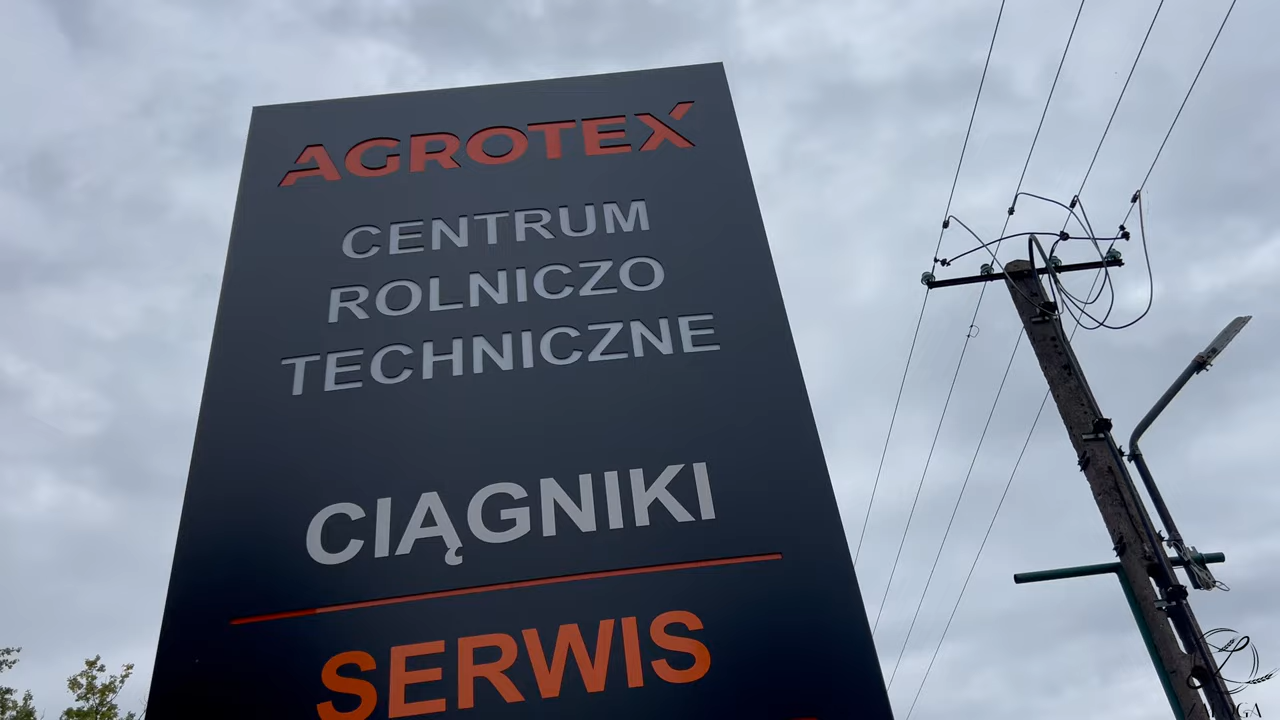 AGROTEX
CENTRUM
ROLNICZO
TECHNICZNE
CIĄGNIKI
SERWIS